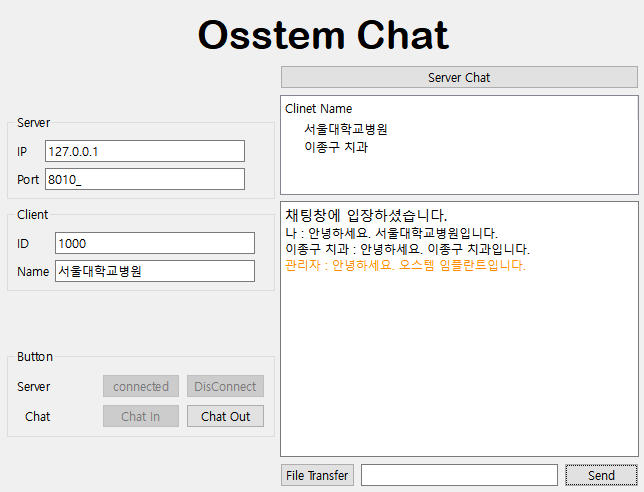 Osstem Chat
Server Chat
Clinet Name
서울대학교병원
이종구 치과
Server
IP 127.0.0.1
Port 8010_
Client
ID 1000
Name 서울대학교병원
채팅창에 입장하셨습니다.
나 : 안녕하세요. 서울대학교병원입니다.
이종구 치과 : 안녕하세요. 이종구 치과입니다.
관리자 : 안녕하세요. 오스템 임플란트입니다.
Button
Server connected DisConnect
Chat Chat In Chat Out
File Transfer Send